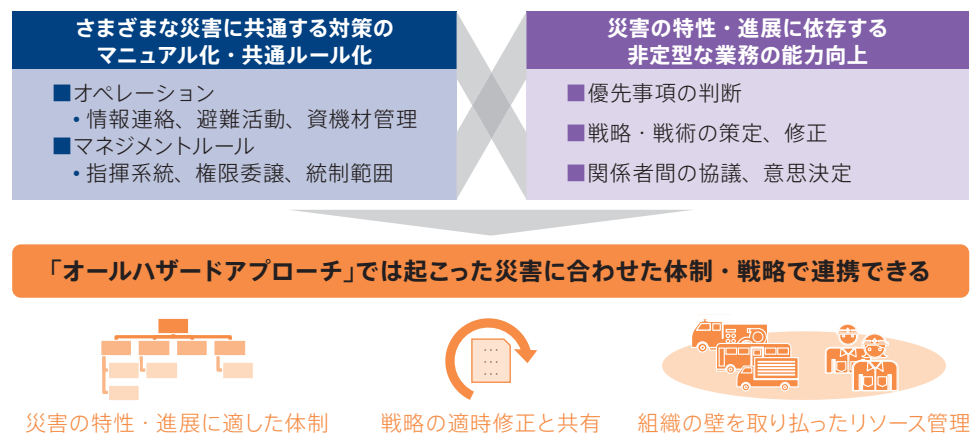 さまざまな災害に共通する対策の
マニュアル化・共通ルール化
■オペレーション
・情報連絡、避難活動、資機材管理
■マネジメントルール
・指揮系統、権限委譲、統制範囲
災害の特性・進展に依存する
非定型な業務の能力向上
■優先事項の判断
■戦略・戦術の策定、修正
■関係者間の協議、意思決定
「オールハザードアプローチ」では起こった災害に合わせた体制・戦略で連携できる
災害の特性・進展に適した体制
戦略の適時修正と共有
組織の壁を取り払ったリソース管理